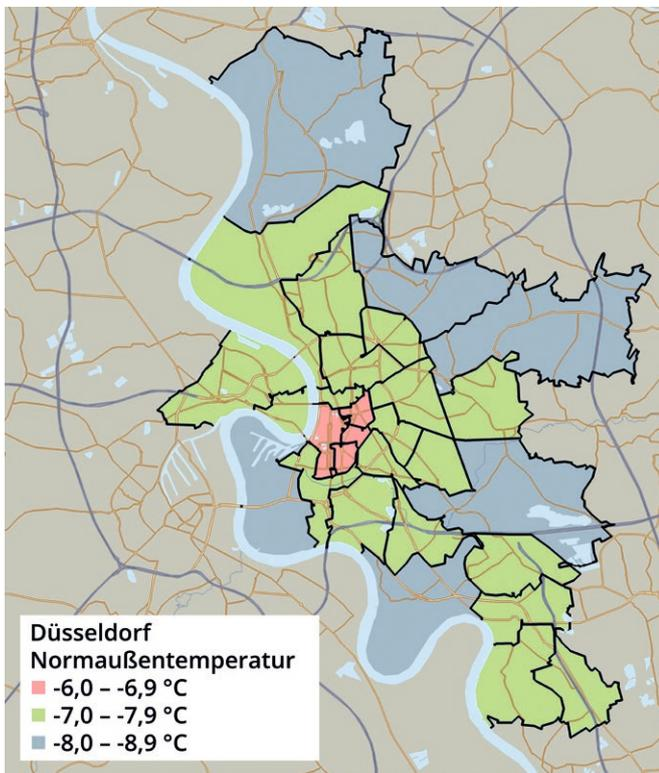 Düsseldorf
Normaußentemperatur
-6,0 – -6,9 °C
-7,0 – -7,9 °C
-8,0 – -8,9 °C